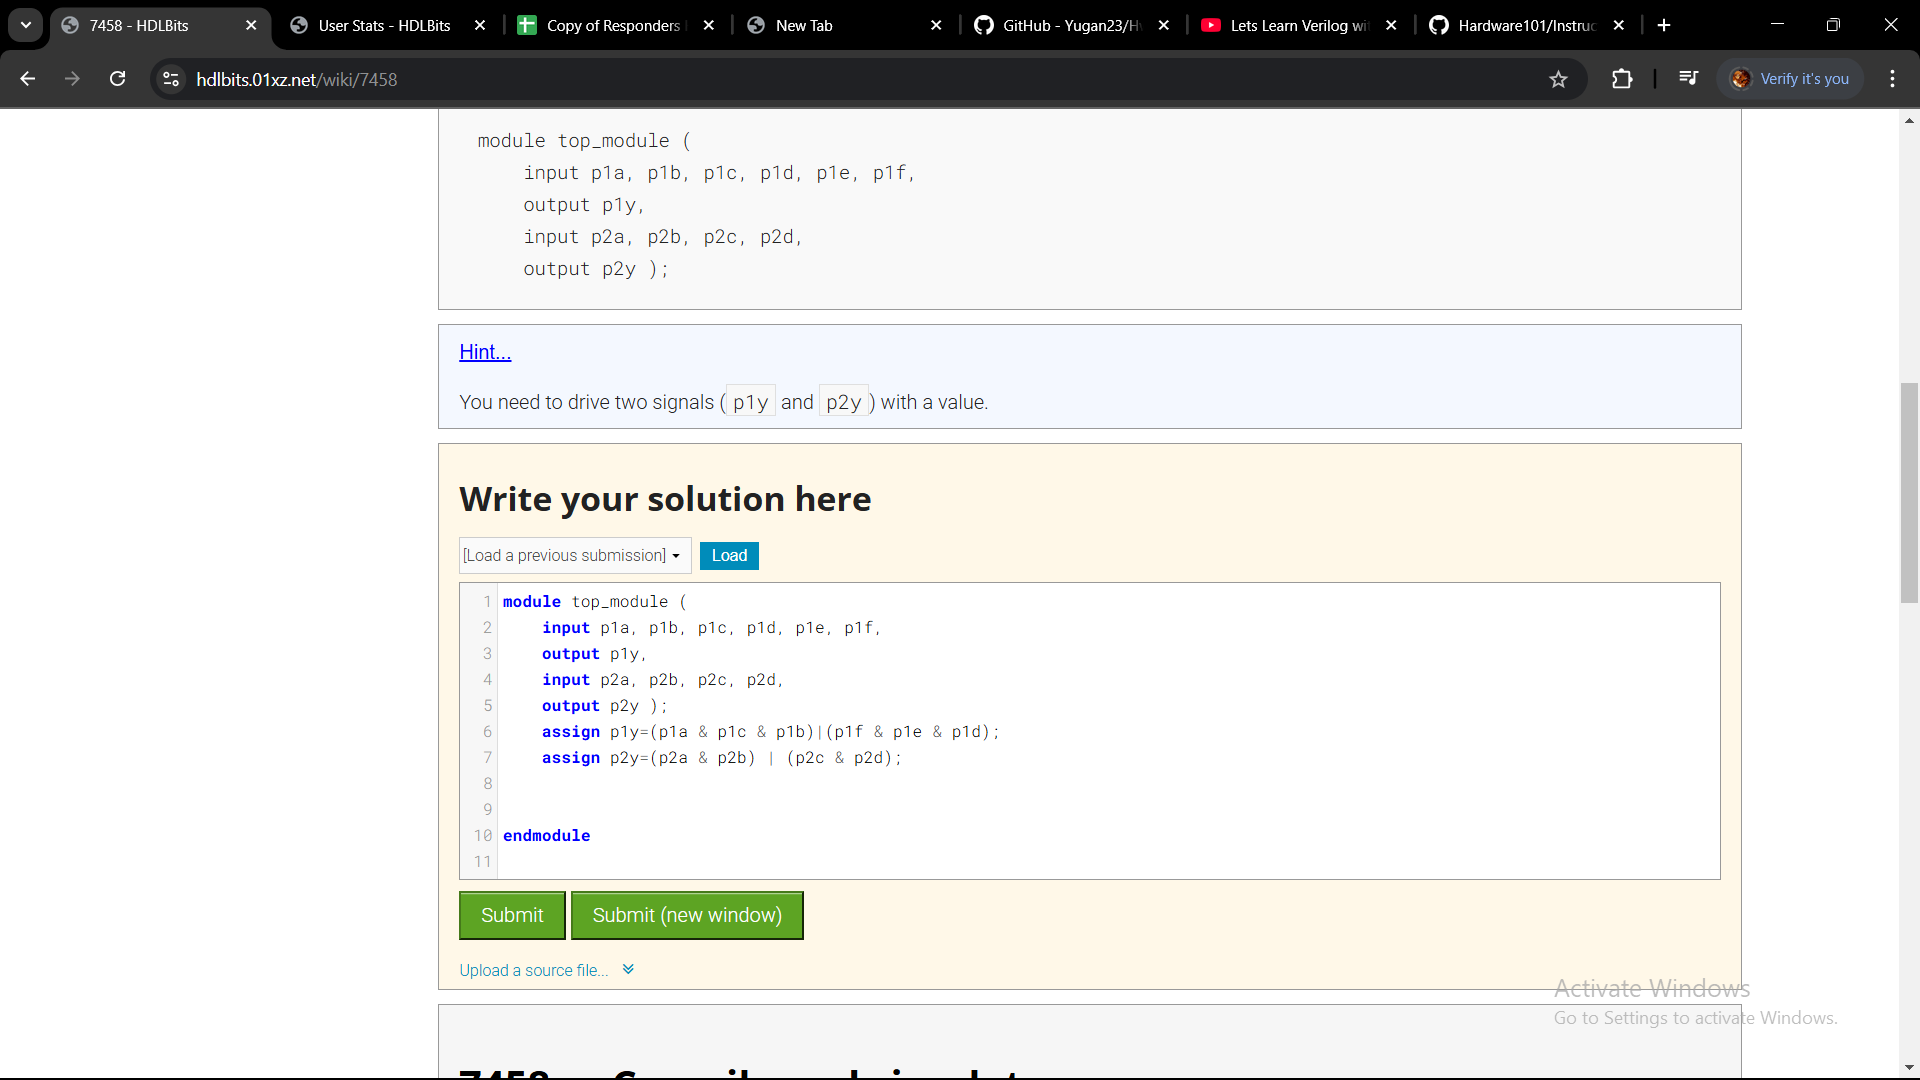 7458 - HDLBits
User Stats - HDLBits
Copy of Responders
New Tab
GitHub - Yugan23/H
Lets Learn Verilog wi
Hardware101/Instruc
hdlbits.01xz.net/wiki/7458
Verify it's you
module top_module (
input p1a, p1b, p1c, p1d, p1e, p1f,
output p1y,
input p2a, p2b, p2c, p2d,
output p2y );
Hint...
You need to drive two signals ( p1y and p2y ) with a value.
Write your solution here
[Load a previous submission]
Load
1 module top_module (
2 input p1a, p1b, p1c, p1d, p1e, p1f,
3 output p1y,
4 input p2a, p2b, p2c, p2d,
5 output p2y );
6 assign p1y=(p1a & p1c & p1b)|(p1f & p1e & p1d);
7 assign p2y=(p2a & p2b) | (p2c & p2d);
8
9
10 endmodule
11
Submit
Submit (new window)
Upload a source file...
Activate Windows
Go to Settings to activate Windows.